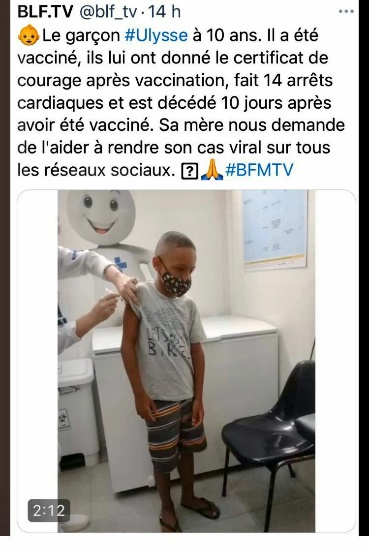 BLF.TV @blf_tv · 14 h
👶Le garçon #Ulysse à 10 ans. Il a été
vacciné, ils lui ont donné le certificat de
courage après vaccination, fait 14 arrêts
cardiaques et est décédé 10 jours après
avoir été vacciné. Sa mère nous demande
de l'aider à rendre son cas viral sur tous
les réseaux sociaux. ⍰🙏#BFMTV
2:12